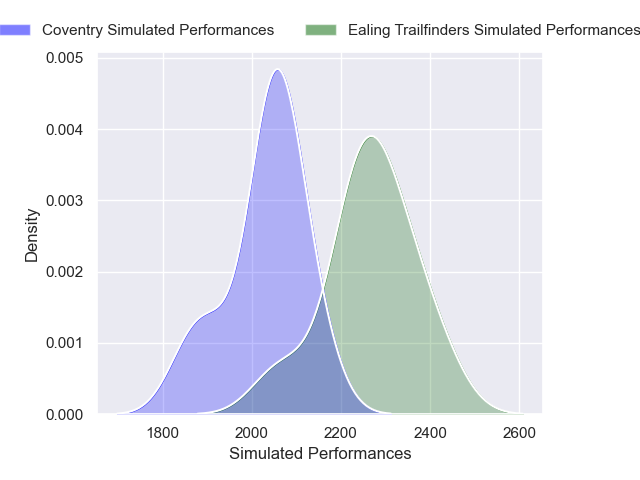 Coventry Simulated Performances
Ealing Trailfinders Simulated Performances
0.005
0.004
0.003
0.002
0.001
0.000
Density
1800
2000
2200
2400
2600
Simulated Performances